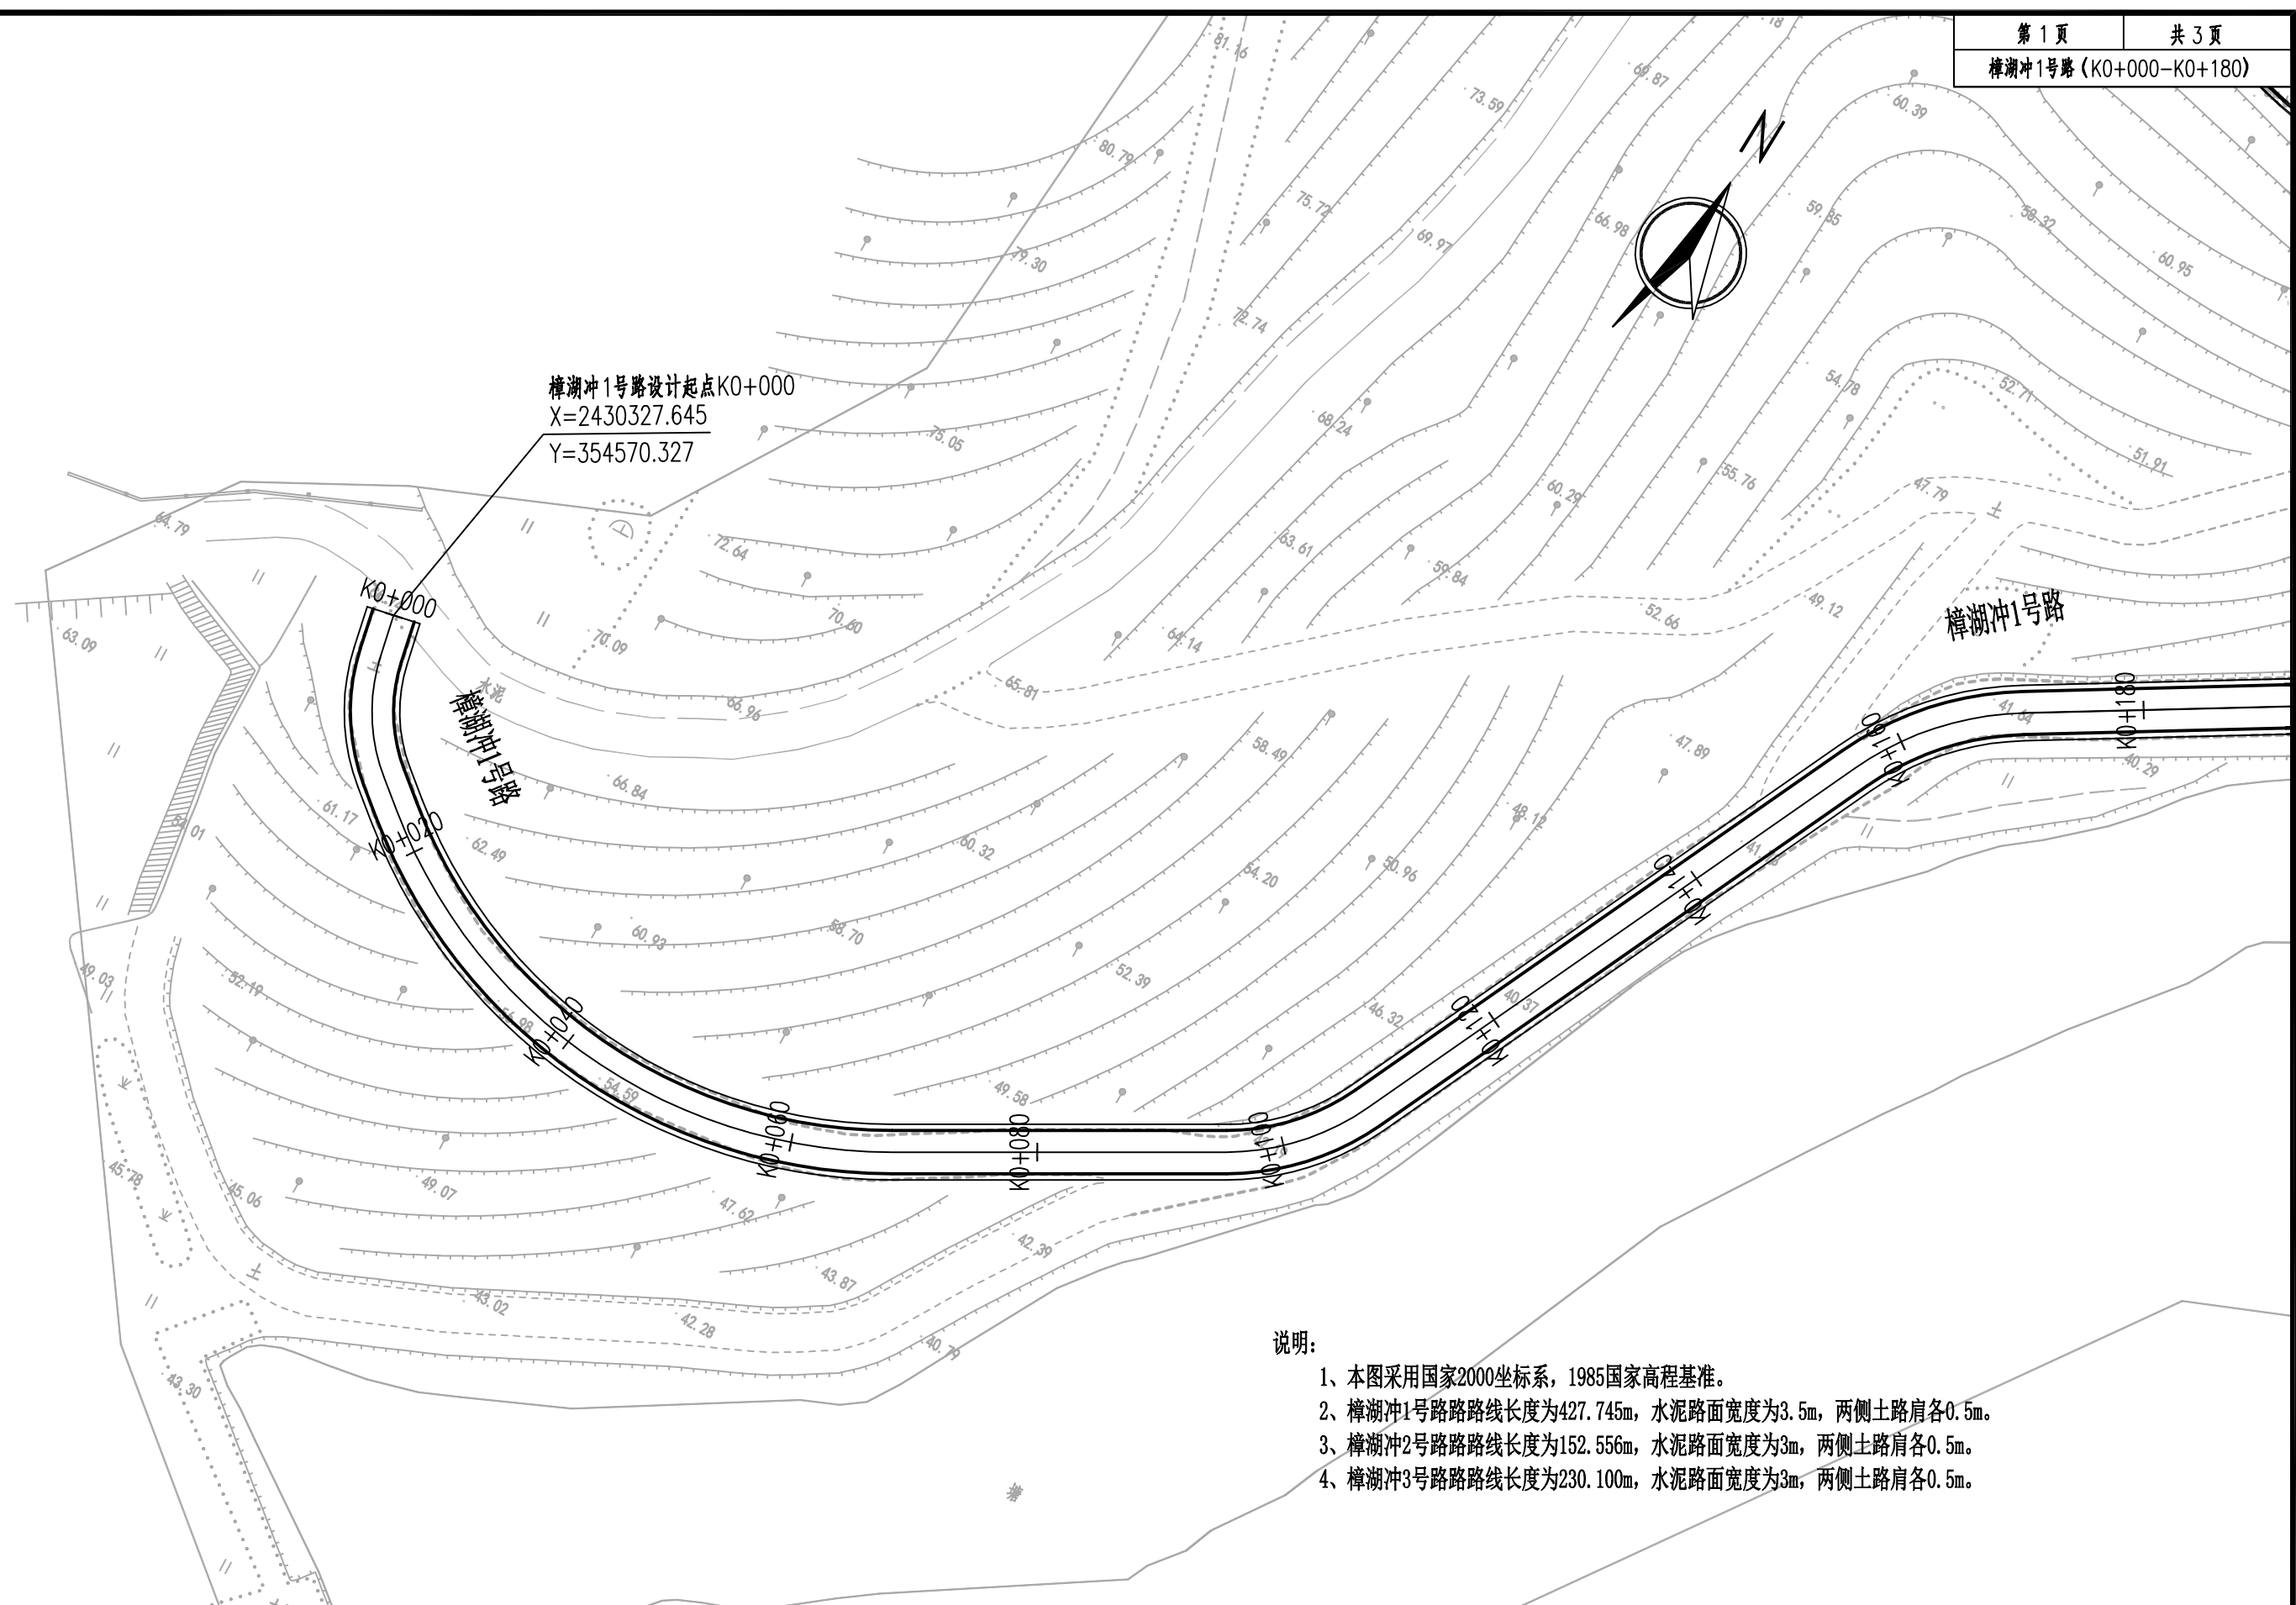 第 1 页 共 3 页
樟湖冲1号路（K0+000-K0+180）
N
樟湖冲1号路设计起点K0+000
X=2430327.645
Y=354570.327
K0+000
K0+020
K0+040
K0+060
K0+080
K0+100
K0+120
K0+140
K0+160
K0+180
樟湖冲1号路
樟湖冲1号路
水泥
塘
81.16
80.79
79.30
75.05
72.64
70.60
70.09
66.96
66.84
64.79
63.09
61.17
62.49
60.32
60.93
58.70
58.49
54.20
52.39
50.96
48.12
47.89
46.32
49.58
56.98
54.59
52.19
49.03
45.78
45.06
49.07
47.62
43.87
42.39
43.02
42.28
40.79
43.30
73.59
69.87
75.72
72.74
69.97
66.98
68.24
63.61
64.14
65.81
59.84
60.29
55.76
54.78
59.35
60.39
58.32
60.95
52.71
51.91
47.79
49.12
52.66
41.64
40.29
40.37
说明：
1、本图采用国家2000坐标系，1985国家高程基准。
2、樟湖冲1号路路线长度为427.745m，水泥路面宽度为3.5m，两侧土路肩各0.5m。
3、樟湖冲2号路路线长度为152.556m，水泥路面宽度为3m，两侧土路肩各0.5m。
4、樟湖冲3号路路线长度为230.100m，水泥路面宽度为3m，两侧土路肩各0.5m。